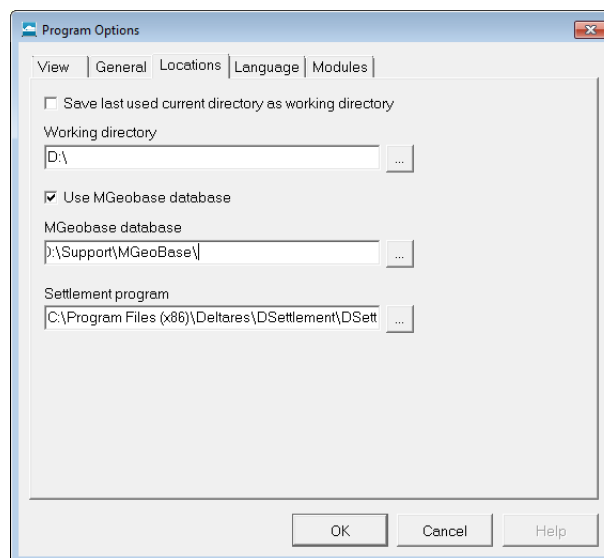 Program Options
View General Locations Language Modules
Save last used current directory as working directory
Working directory
D:\
...
Use MGeobase database
MGeobase database
):\Support\MGeoBase\
...
Settlement program
C:\Program Files (x86)\Deltares\DSettlement\DSett
...
OK Cancel Help